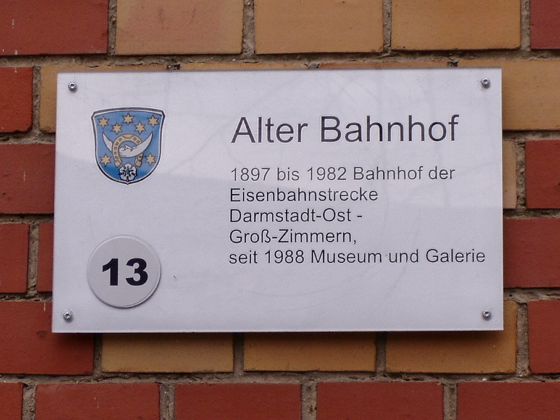 Alter Bahnhof
1897 bis 1982 Bahnhof der
Eisenbahnstrecke
Darmstadt-Ost -
Groß-Zimmern,
seit 1988 Museum und Galerie
13